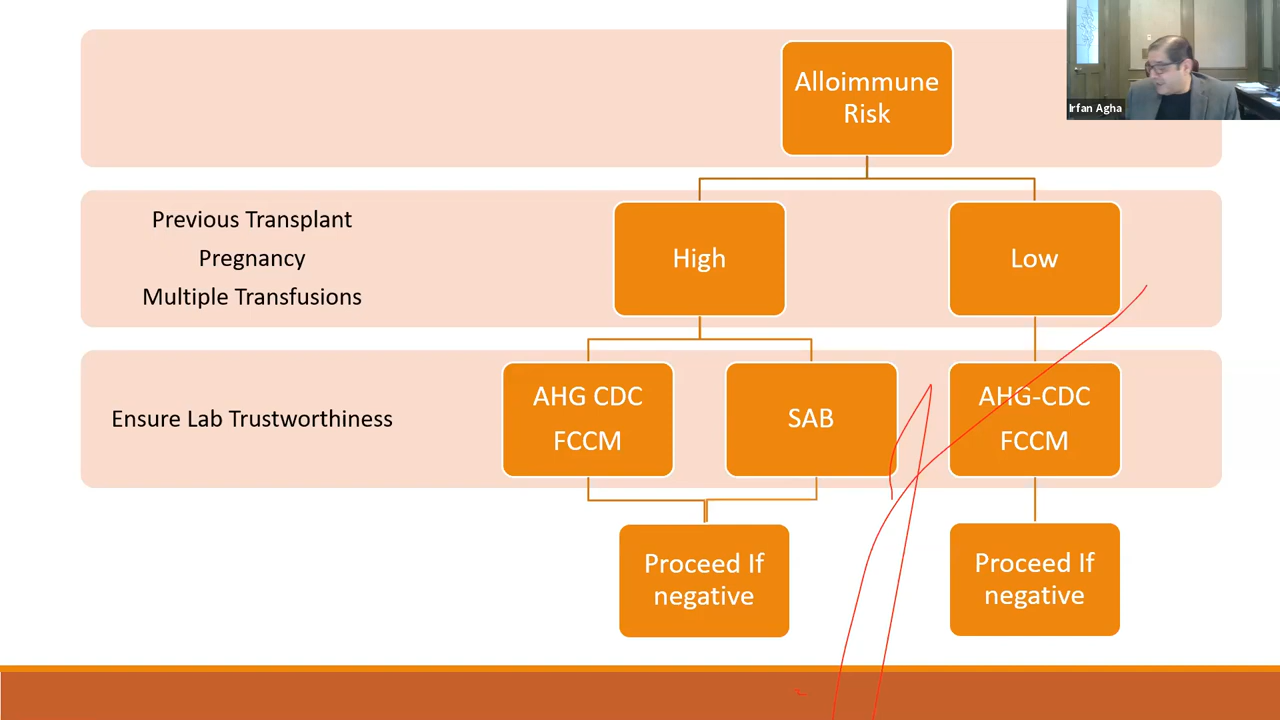 Alloimmune
Risk
Irfan Agha
Previous Transplant
Pregnancy
Multiple Transfusions
High
Low
Ensure Lab Trustworthiness
AHG CDC
FCCM
SAB
AHG-CDC
FCCM
Proceed If
negative
Proceed If
negative